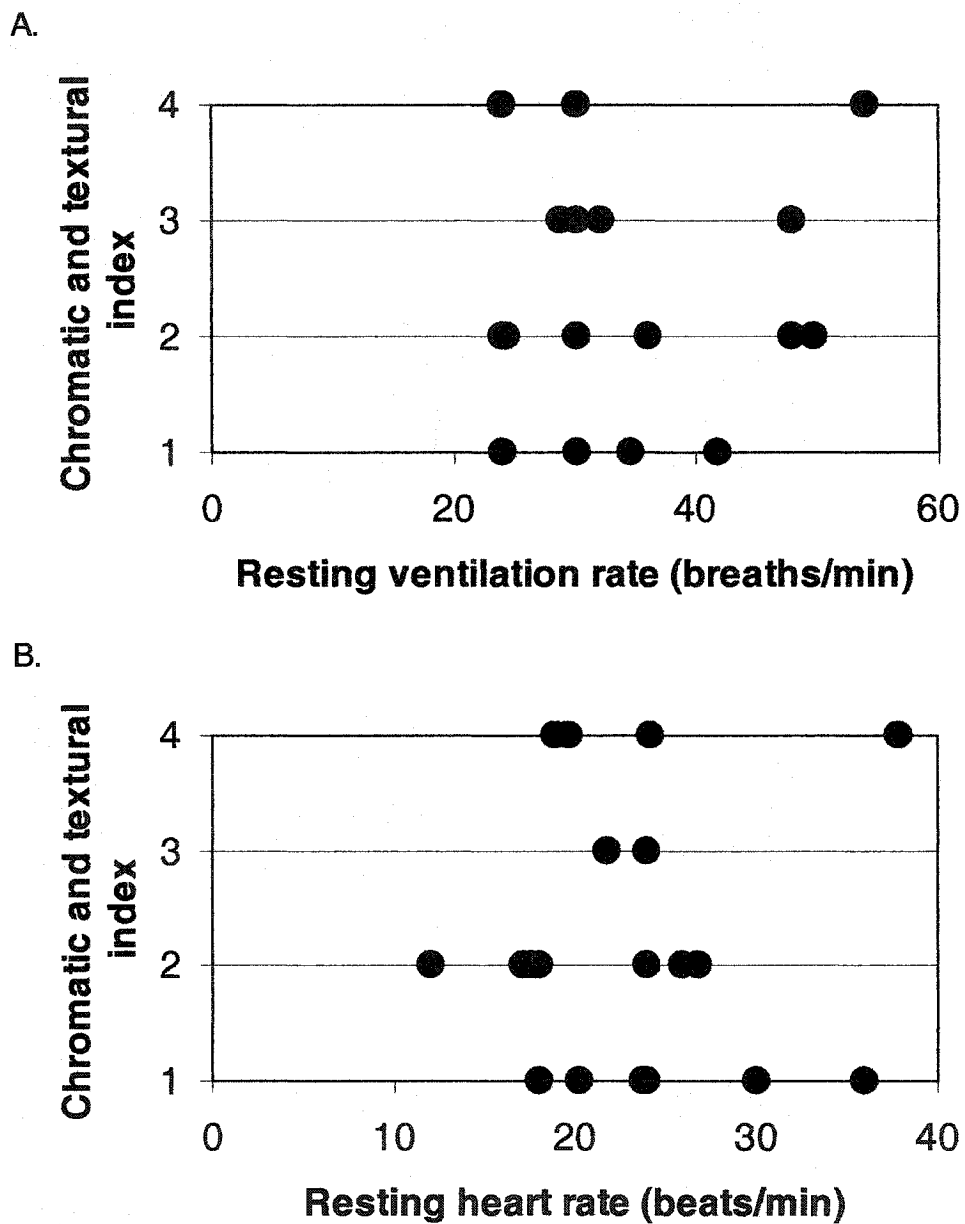 A.
Chromatic and textural
index
4
3
2
1
0 20 40 60
Resting ventilation rate (breaths/min)
B.
Chromatic and textural
index
4
3
2
1
0 10 20 30 40
Resting heart rate (beats/min)